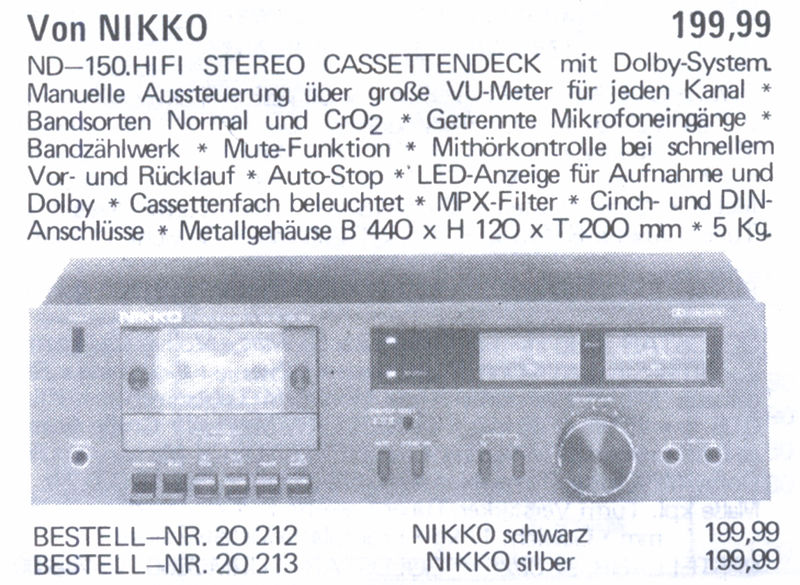 Von NIKKO 199,99
ND–150.HIFI STEREO CASSETTENDECK mit Dolby-System.
Manuelle Aussteuerung über große VU-Meter für jeden Kanal *
Bandsorten Normal und CrO2 * Getrennte Mikrofoneingänge *
Bandzählwerk * Mute-Funktion * Mithörkontrolle bei schnellem
Vor- und Rücklauf * Auto-Stop * LED-Anzeige für Aufnahme und
Dolby * Cassettenfach beleuchtet * MPX-Filter * Cinch- und DIN-
Anschlüsse * Metallgehäuse B 440 x H 120 x T 200 mm * 5 Kg.
NIKKO
BESTELL–NR. 20 212 NIKKO schwarz 199,99
BESTELL–NR. 20 213 NIKKO silber 199,99